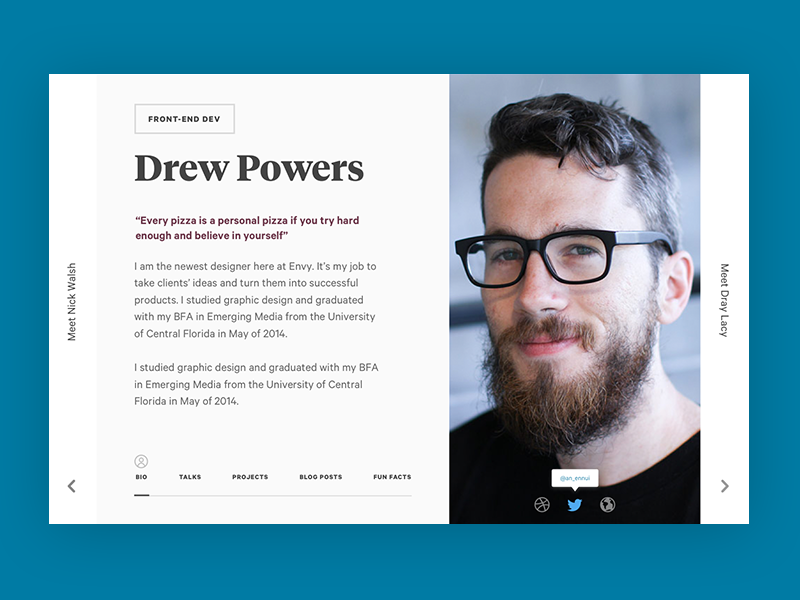 FRONT-END DEV
Drew Powers
“Every pizza is a personal pizza if you try hard
enough and believe in yourself”
I am the newest designer here at Envy. It’s my job to
take clients’ ideas and turn them into successful
products. I studied graphic design and graduated
with my BFA in Emerging Media from the University
of Central Florida in May of 2014.
I studied graphic design and graduated with my BFA
in Emerging Media from the University of Central
Florida in May of 2014.
BIO TALKS PROJECTS BLOG POSTS FUN FACTS
Meet Nick Walsh
Meet Dray Lacy
@an_ennui